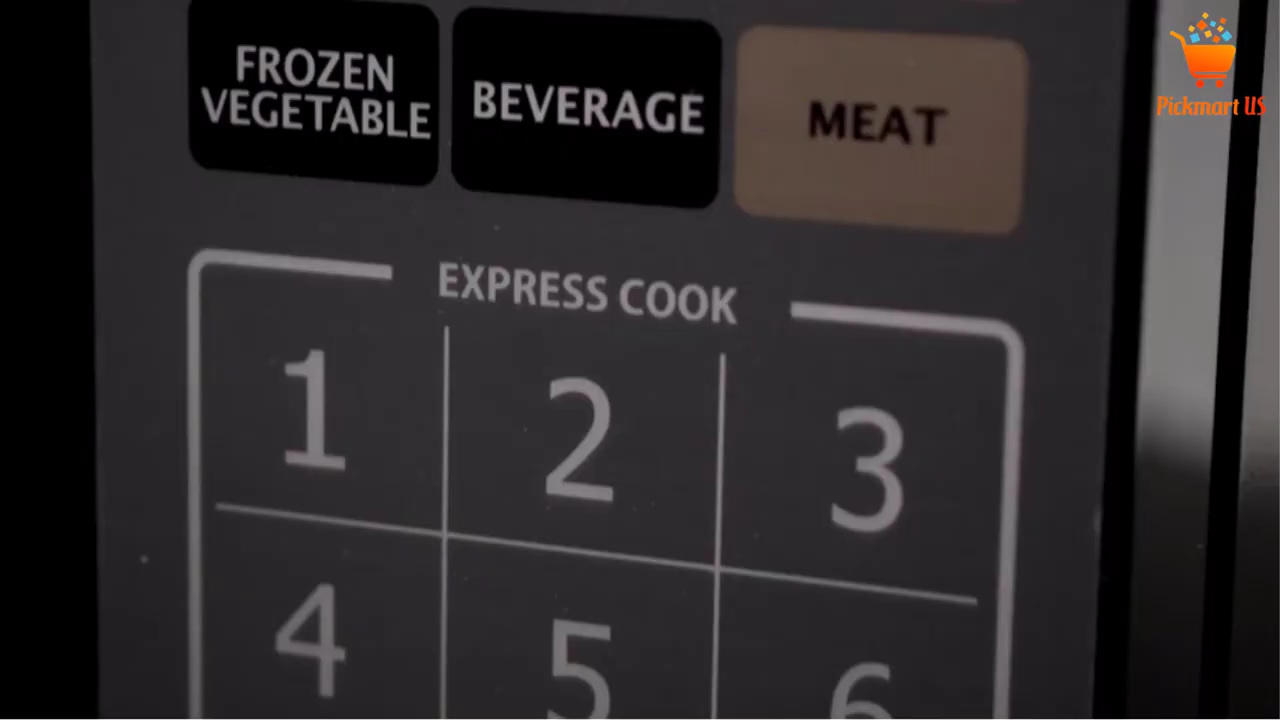 FROZEN
VEGETABLE
BEVERAGE
MEAT
EXPRESS COOK
1 2 3
4 5 6
Pickmart US